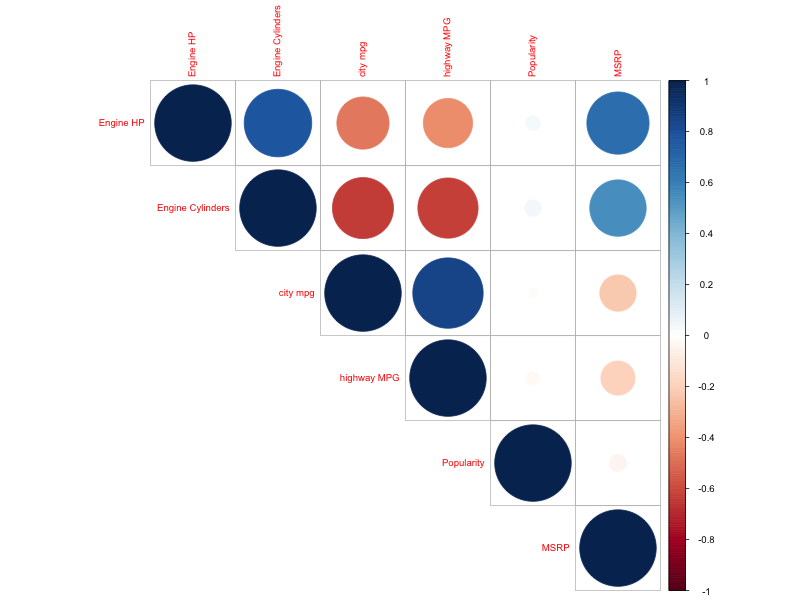 Engine HP
Engine Cylinders
city mpg
highway MPG
Popularity
MSRP
Engine HP
Engine Cylinders
city mpg
highway MPG
Popularity
MSRP
1
0.8
0.6
0.4
0.2
0
-0.2
-0.4
-0.6
-0.8
-1